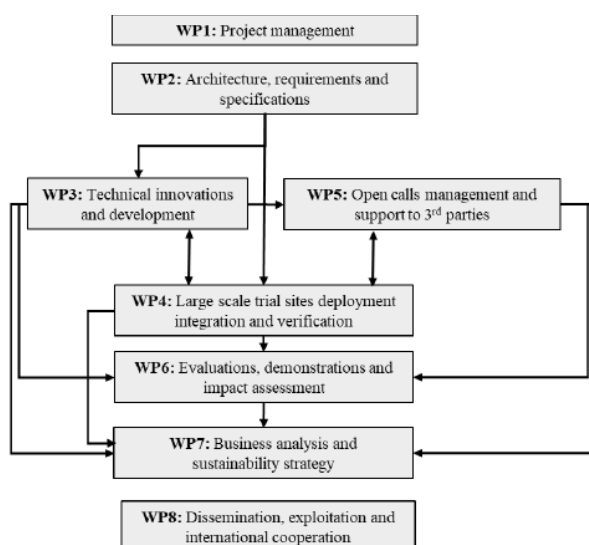 WP1: Project management
WP2: Architecture, requirements and
specifications
WP3: Technical innovations
and development
WP5: Open calls management and
support to 3rd parties
WP4: Large scale trial sites deployment
integration and verification
WP6: Evaluations, demonstrations and
impact assessment
WP7: Business analysis and
sustainability strategy
WP8: Dissemination, exploitation and
international cooperation